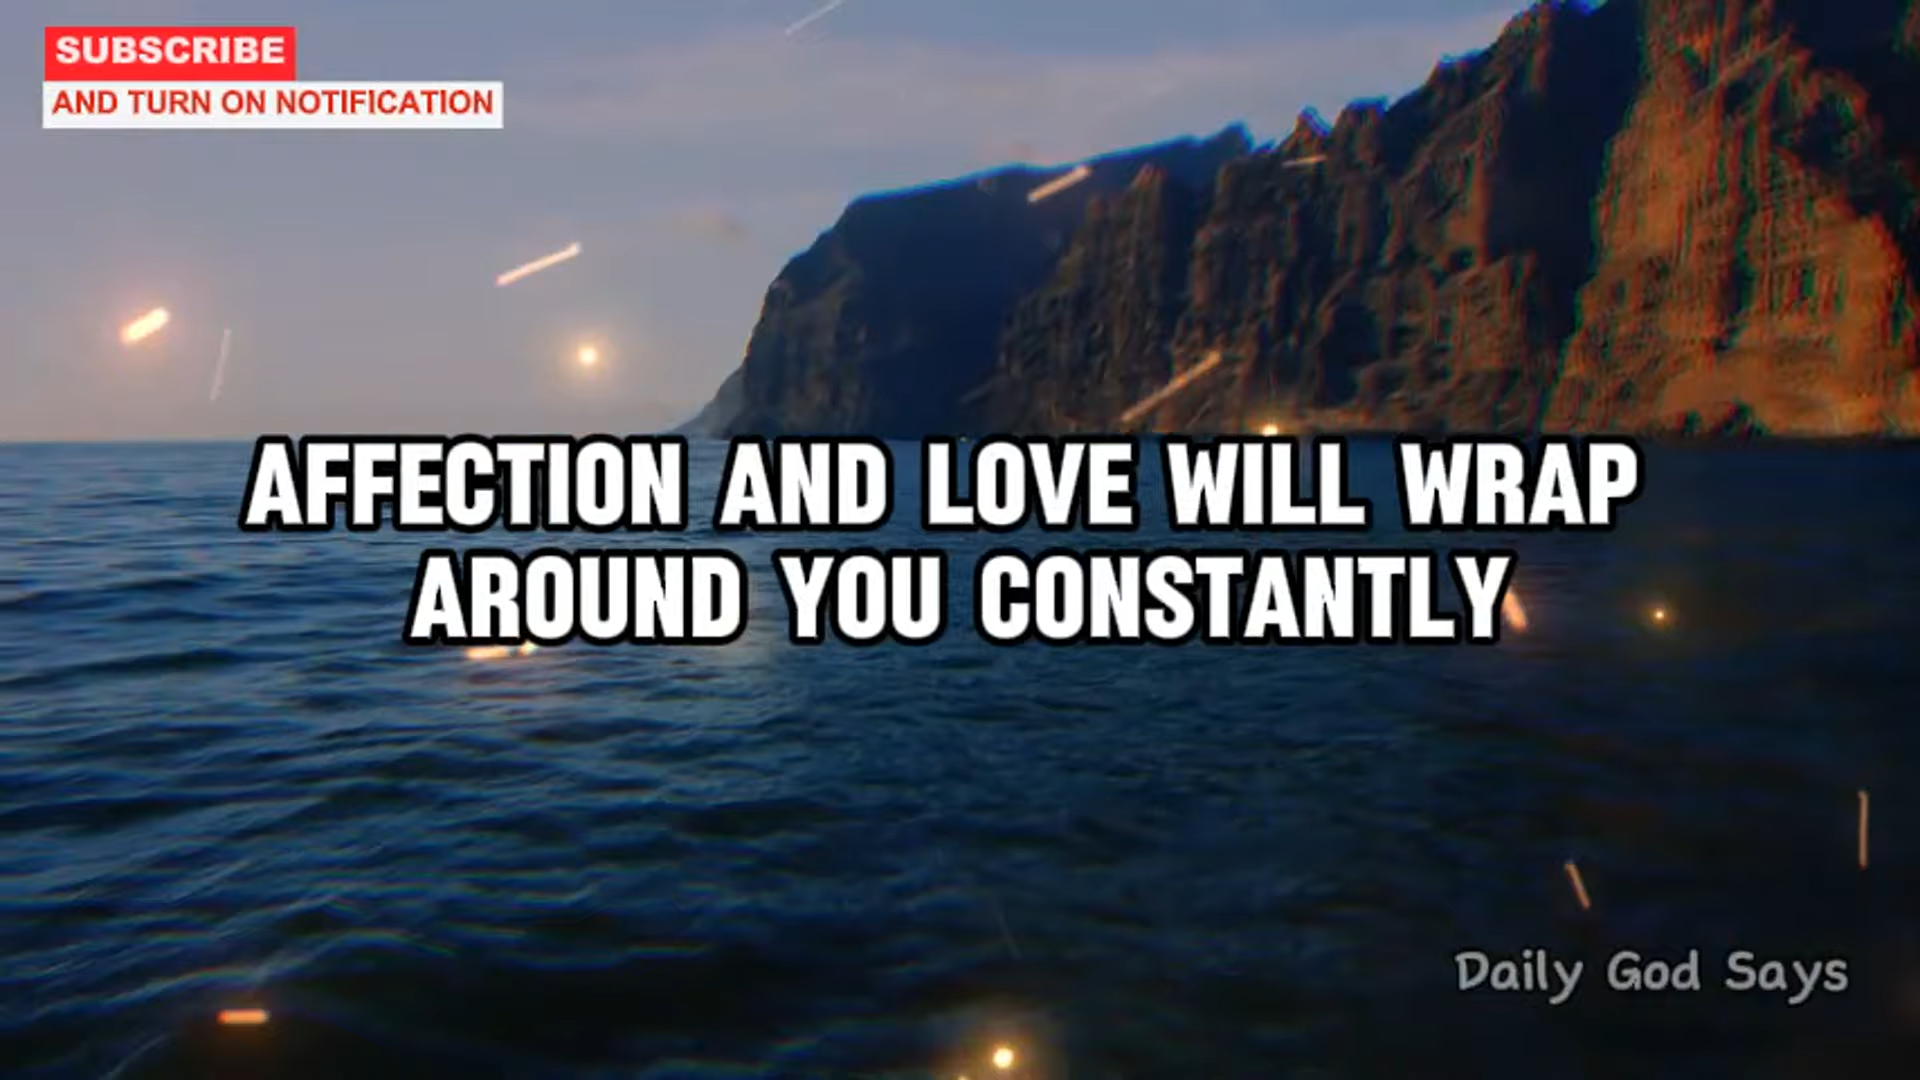 SUBSCRIBE
AND TURN ON NOTIFICATION
AFFECTION AND LOVE WILL WRAP
AROUND YOU CONSTANTLY
Daily God Says